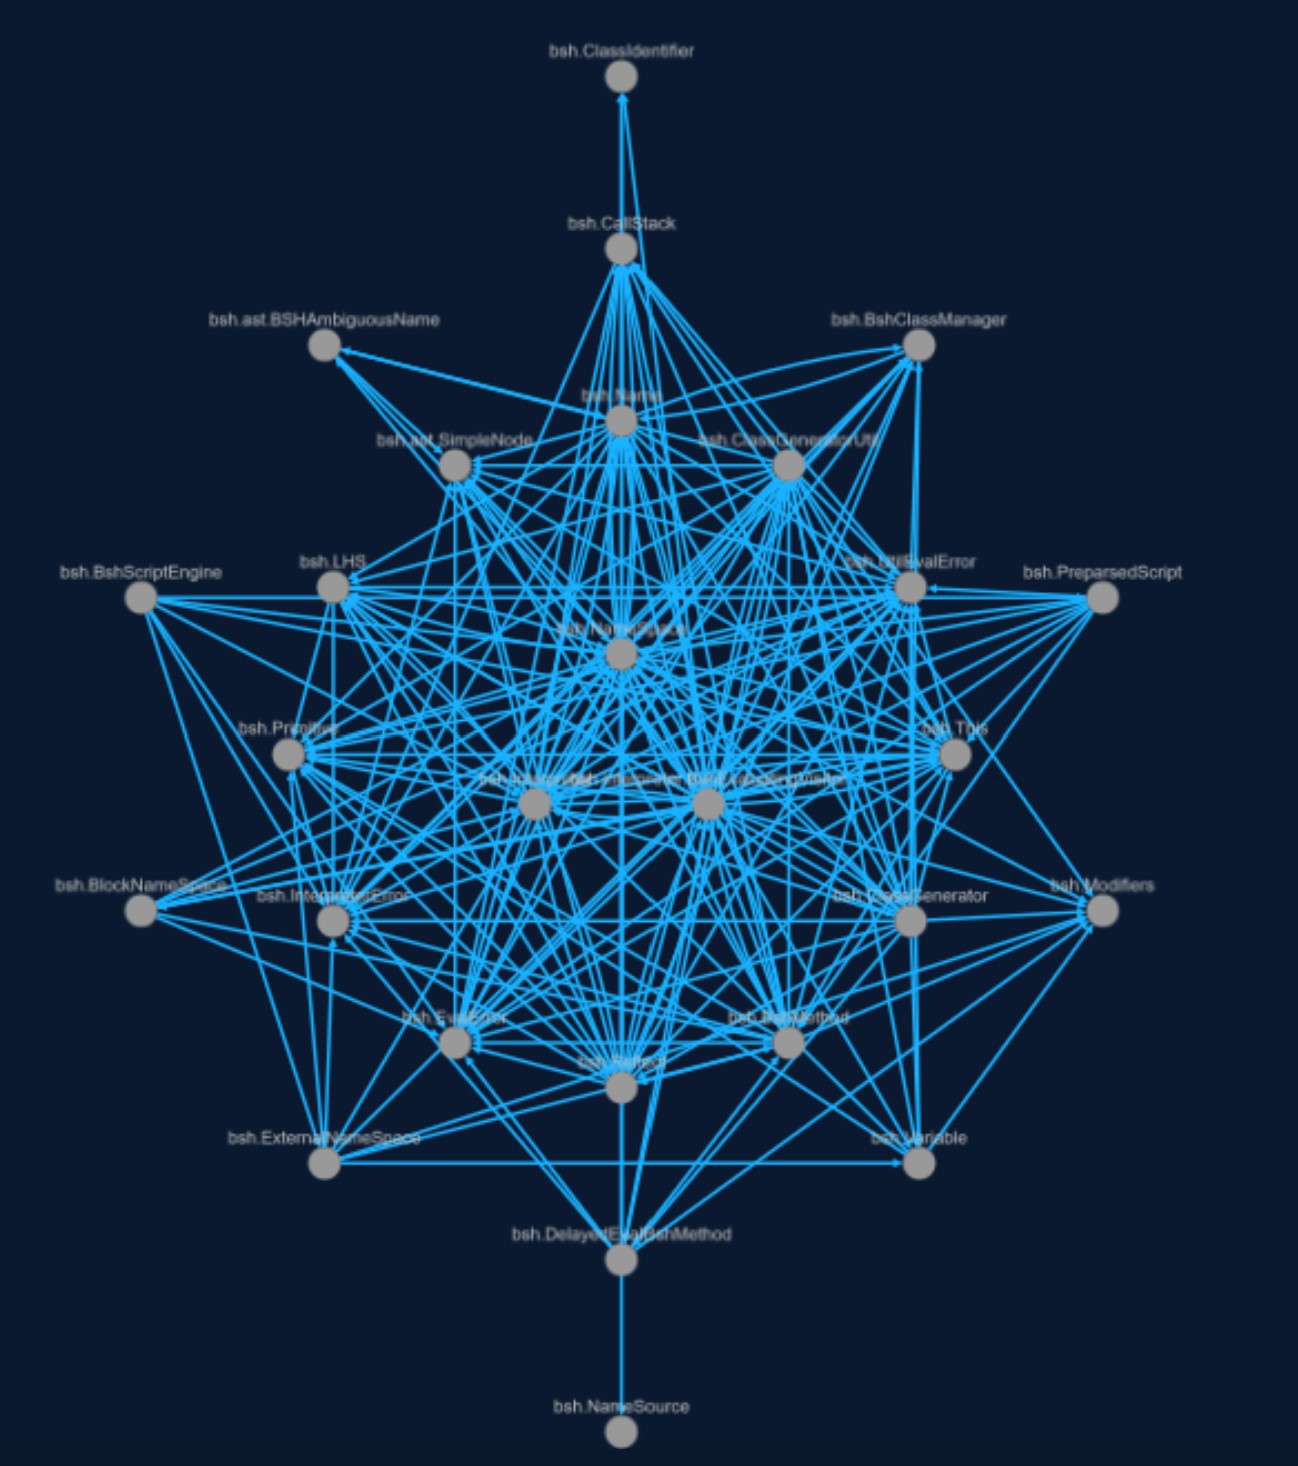 bsh.ClassIdentifier
bsh.CallStack
bsh.ast.BSHAmbiguousName
bsh.BshClassManager
bsh.Name
bsh.ast.SimpleNode
bsh.ClassGeneratorUtil
bsh.LHS
bsh.UtilEvalError
bsh.BshScriptEngine
bsh.PreparsedScript
bsh.NameSpace
bsh.Primitive
bsh.This
bsh.BlockNameSpace
bsh.InterpreterError
bsh.ClassGenerator
bsh.Modifiers
bsh.EvalError
bsh.BshMethod
bsh.Reflect
bsh.ExternalNameSpace
bsh.Variable
bsh.DelayedEvalBshMethod
bsh.NameSource